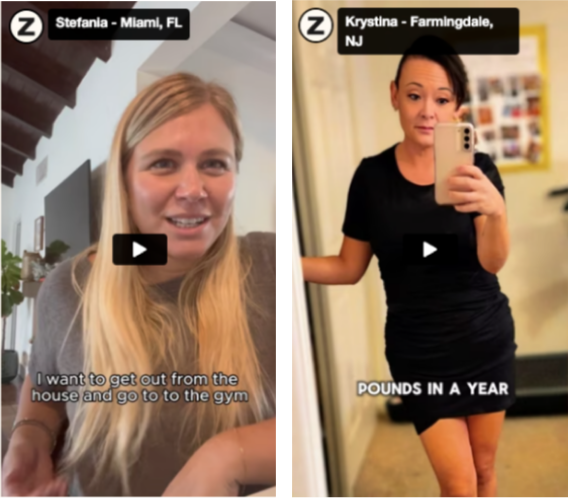 Z
Stefania - Miami, FL
I want to get out from the
house and go to to the gym
Z
Krystina - Farmingdale,
NJ
POUNDS IN A YEAR